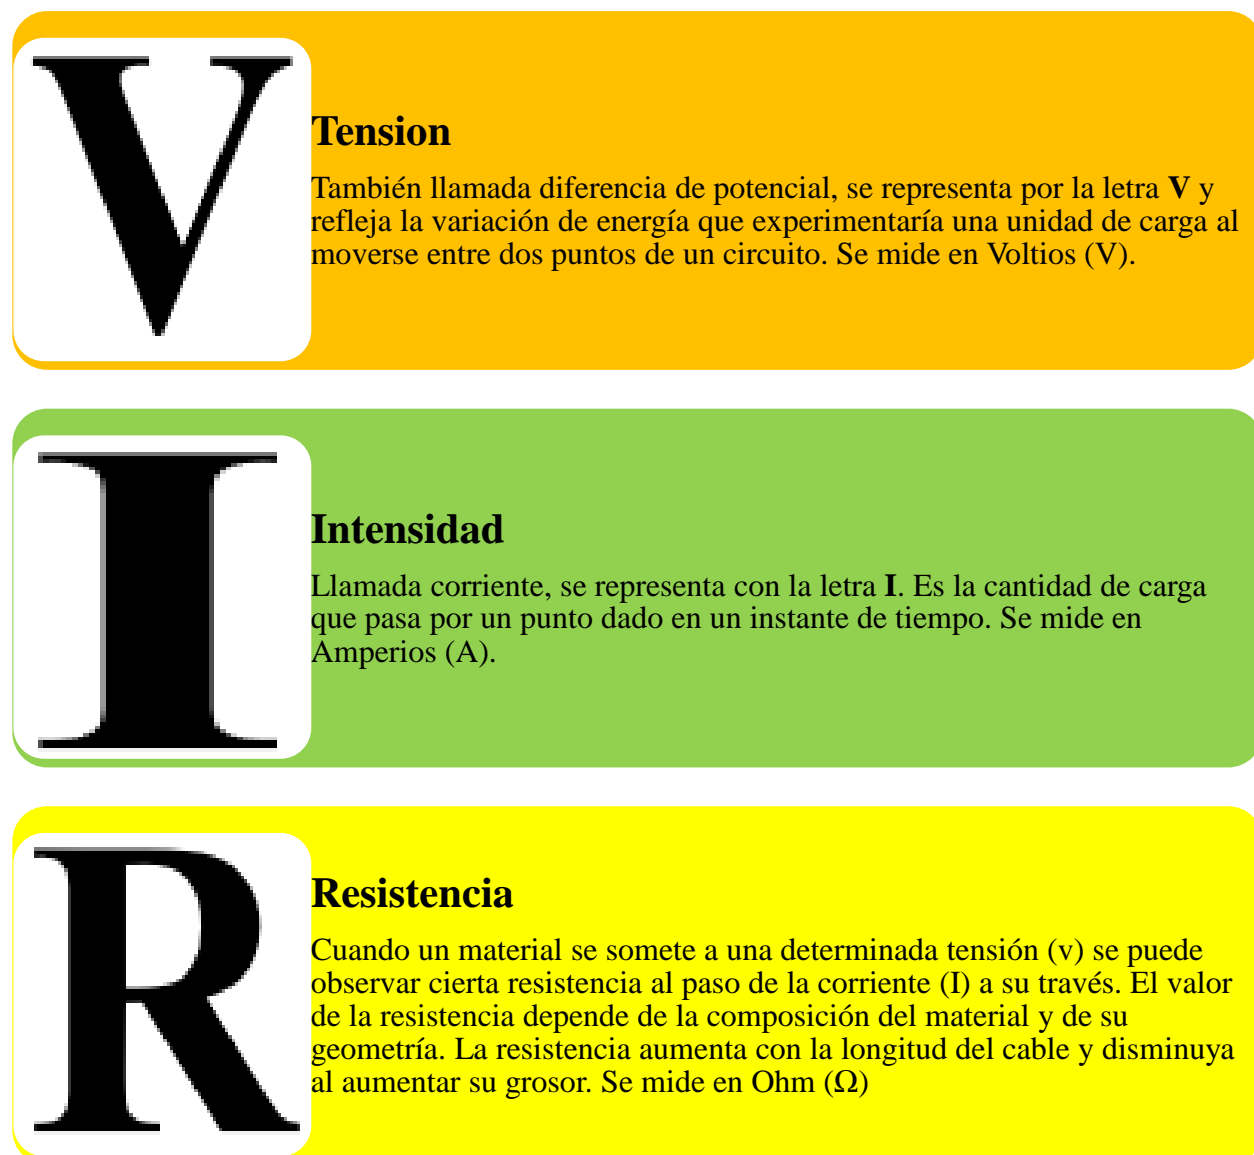 V
Tension
También llamada diferencia de potencial, se representa por la letra V y
refleja la variación de energía que experimentaría una unidad de carga al
moverse entre dos puntos de un circuito. Se mide en Voltios (V).
I
Intensidad
Llamada corriente, se representa con la letra I. Es la cantidad de carga
que pasa por un punto dado en un instante de tiempo. Se mide en
Amperios (A).
R
Resistencia
Cuando un material se somete a una determinada tensión (v) se puede
observar cierta resistencia al paso de la corriente (I) a su través. El valor
de la resistencia depende de la composición del material y de su
geometría. La resistencia aumenta con la longitud del cable y disminuya
al aumentar su grosor. Se mide en Ohm (Ω)